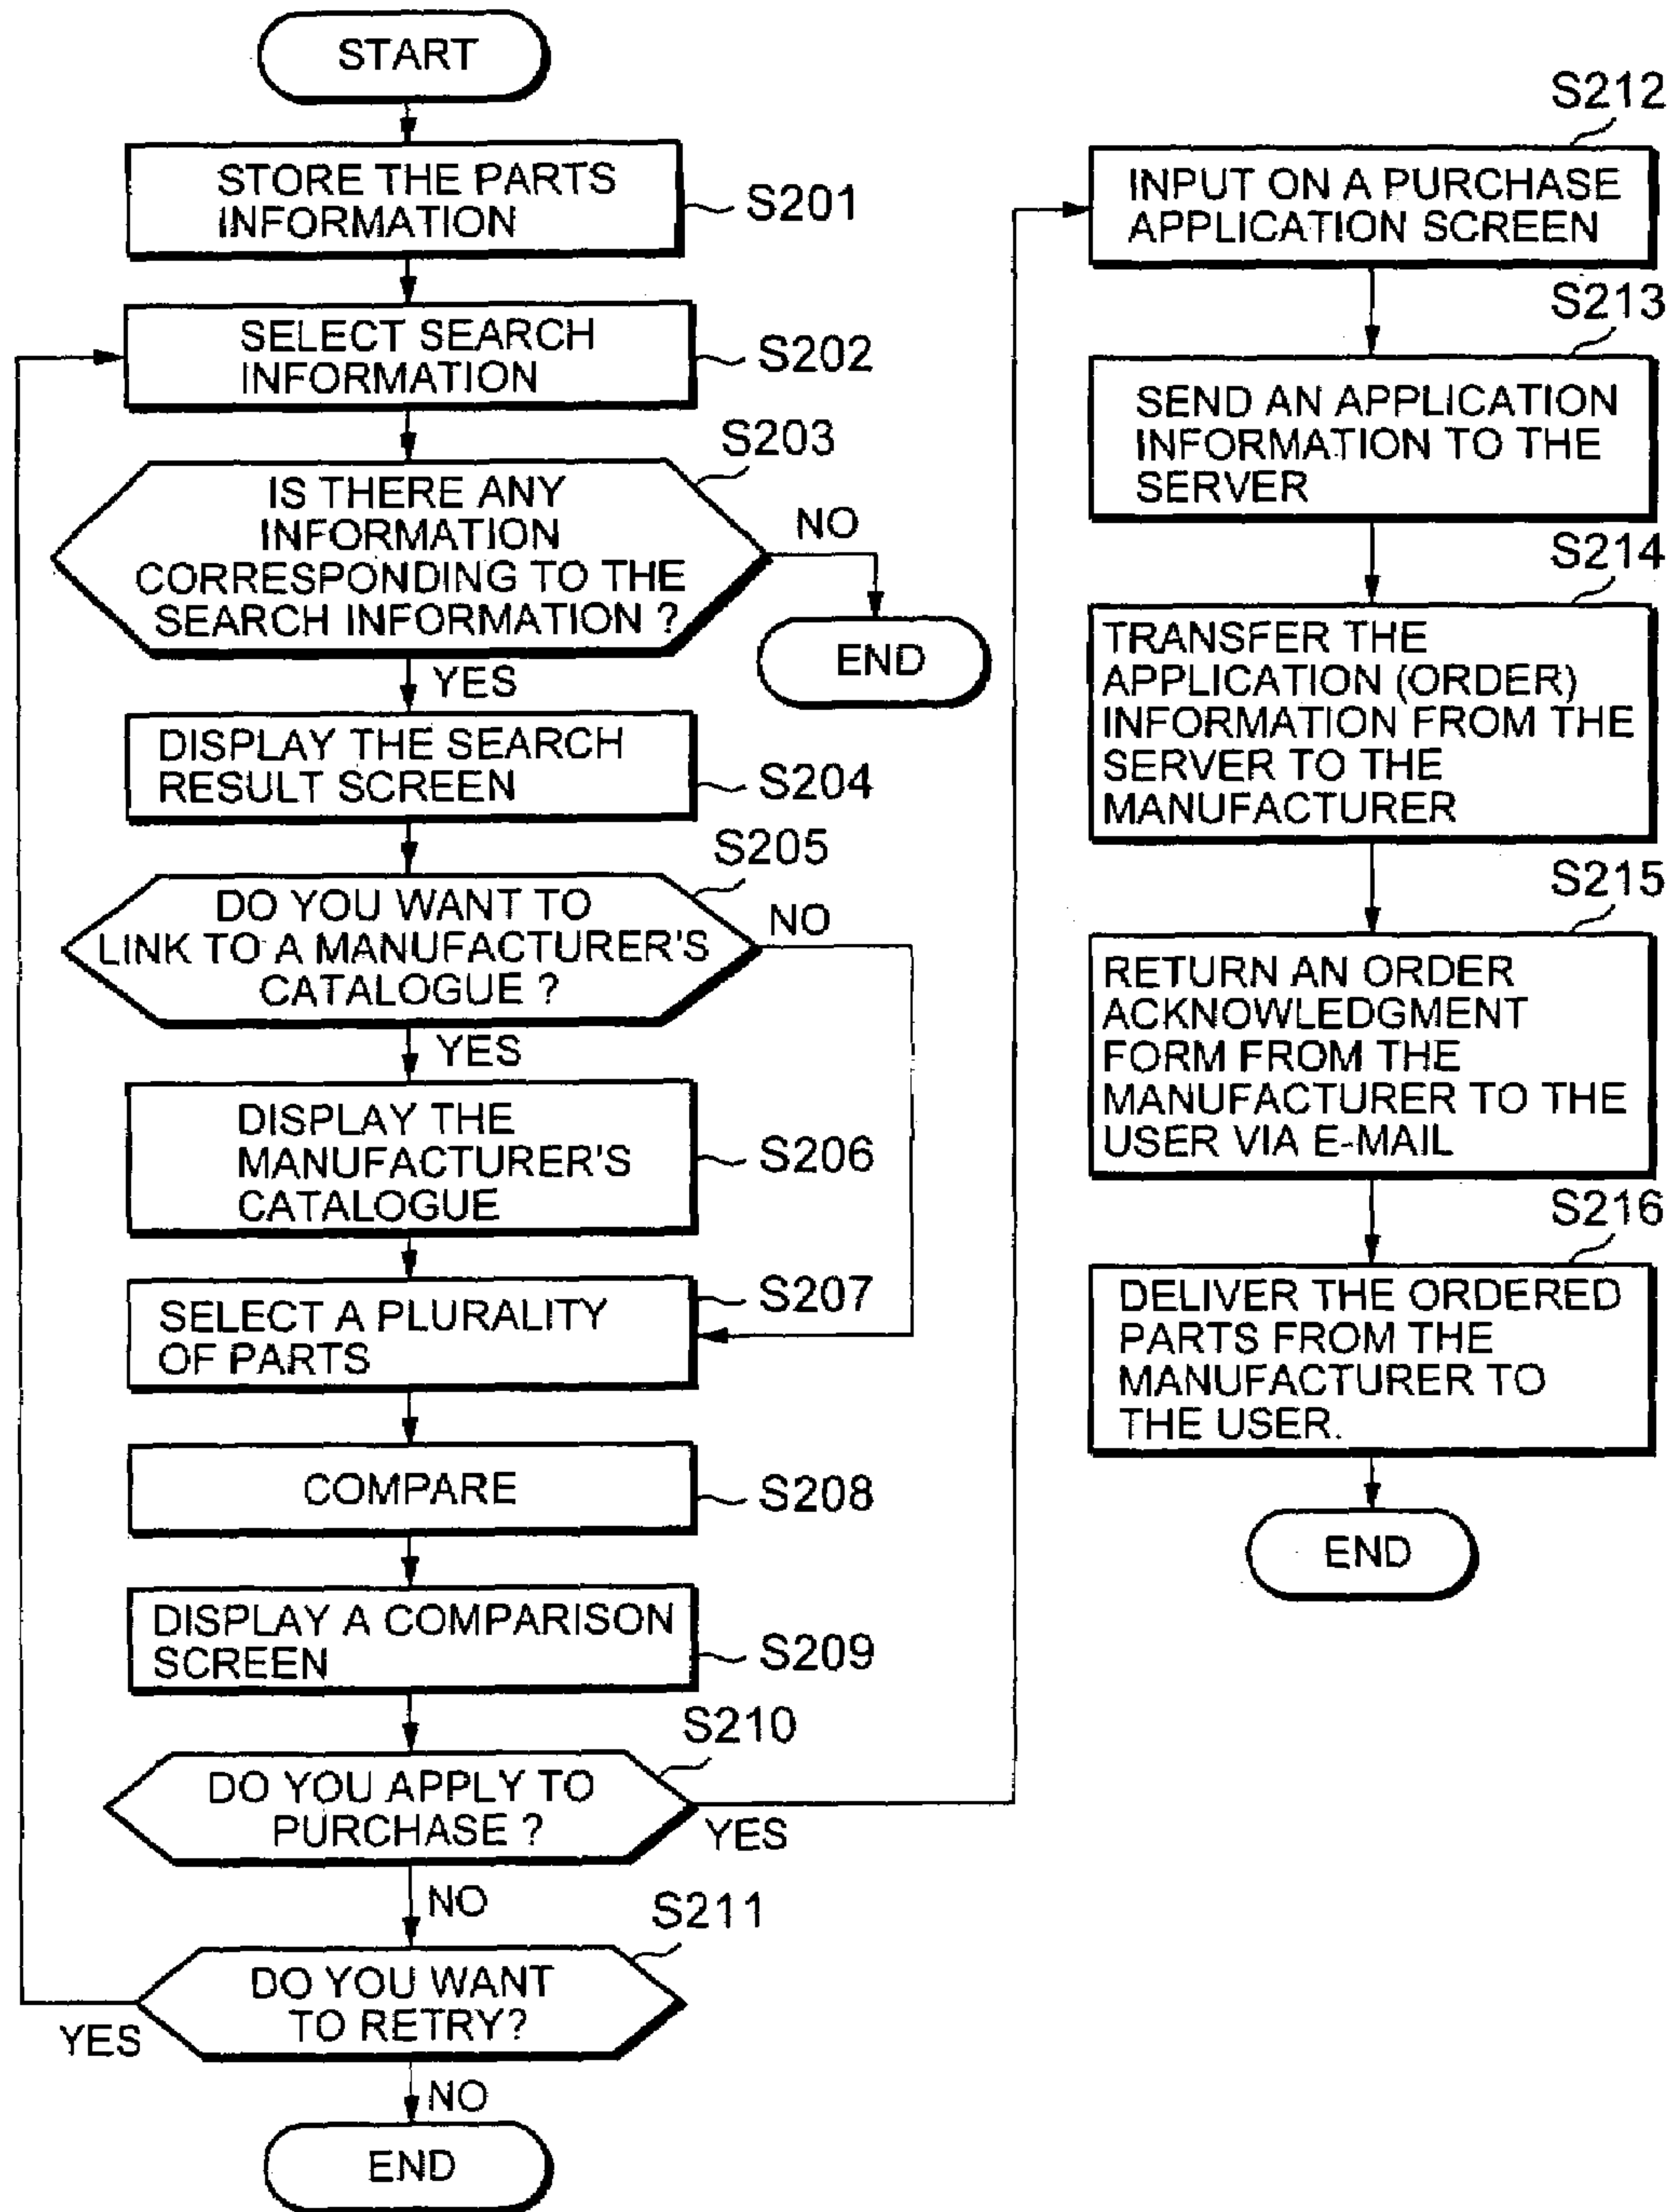 START
STORE THE PARTS
INFORMATION
S201
SELECT SEARCH
INFORMATION
S202
S203
IS THERE ANY
INFORMATION
CORRESPONDING TO THE
SEARCH INFORMATION ?
NO
END
YES
DISPLAY THE SEARCH
RESULT SCREEN
S204
S205
DO YOU WANT TO
LINK TO A MANUFACTURER'S
CATALOGUE ?
NO
YES
DISPLAY THE
MANUFACTURER'S
CATALOGUE
S206
SELECT A PLURALITY
OF PARTS
S207
COMPARE
S208
DISPLAY A COMPARISON
SCREEN
S209
S210
DO YOU APPLY TO
PURCHASE ?
YES
NO
S211
DO YOU WANT
TO RETRY?
YES
NO
END
S212
INPUT ON A PURCHASE
APPLICATION SCREEN
S213
SEND AN APPLICATION
INFORMATION TO THE
SERVER
S214
TRANSFER THE
APPLICATION (ORDER)
INFORMATION FROM THE
SERVER TO THE
MANUFACTURER
S215
RETURN AN ORDER
ACKNOWLEDGMENT
FORM FROM THE
MANUFACTURER TO THE
USER VIA E-MAIL
S216
DELIVER THE ORDERED
PARTS FROM THE
MANUFACTURER TO
THE USER.
END